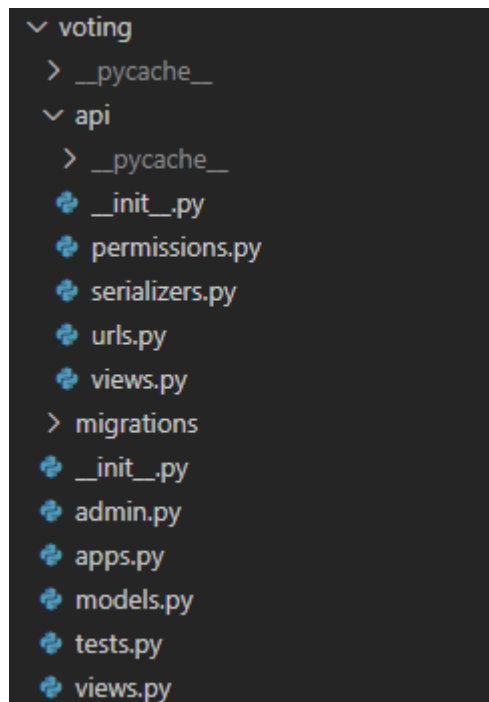 voting
__pycache__
api
__pycache__
__init__.py
permissions.py
serializers.py
urls.py
views.py
migrations
__init__.py
admin.py
apps.py
models.py
tests.py
views.py